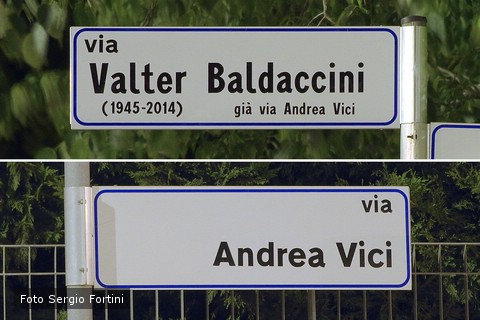 via
Valter Baldaccini
(1945-2014) già via Andrea Vici
via
Andrea Vici
Foto Sergio Fortini